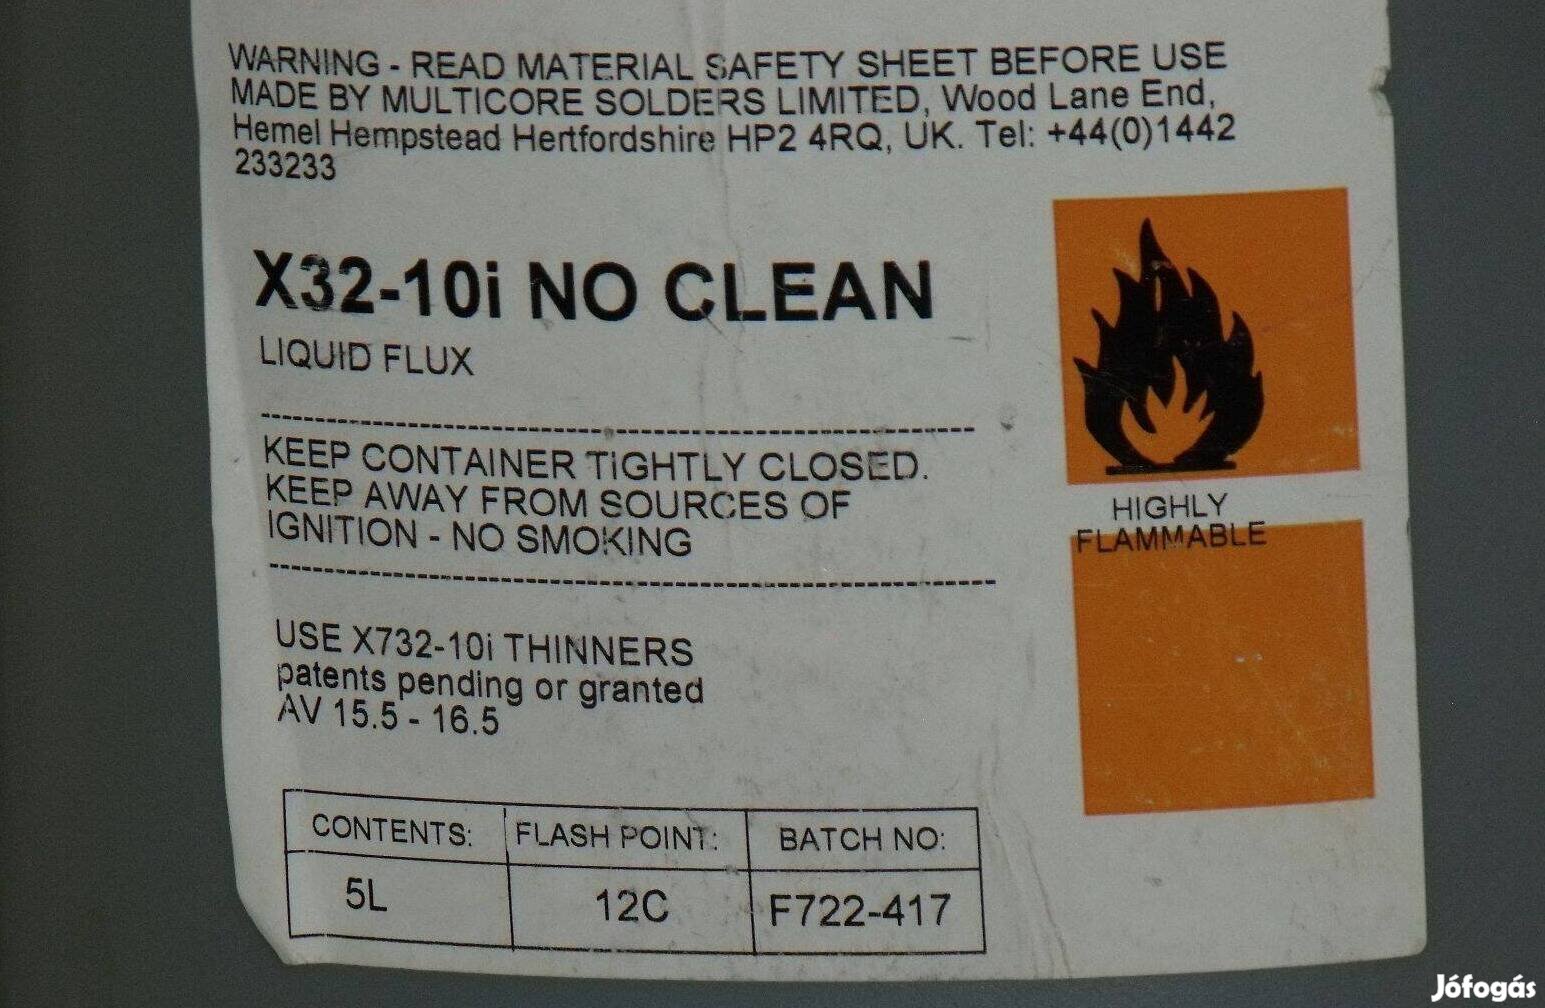 WARNING - READ MATERIAL SAFETY SHEET BEFORE USE
MADE BY MULTICORE SOLDERS LIMITED, Wood Lane End,
Hemel Hempstead Hertfordshire HP2 4RQ, UK. Tel: +44(0)1442
233233
X32-10i NO CLEAN
LIQUID FLUX
KEEP CONTAINER TIGHTLY CLOSED.
KEEP AWAY FROM SOURCES OF
IGNITION - NO SMOKING
HIGHLY
FLAMMABLE
USE X732-10i THINNERS
patents pending or granted
AV 15.5 - 16.5
CONTENTS: FLASH POINT: BATCH NO:
5L 12C F722-417
Jófogás